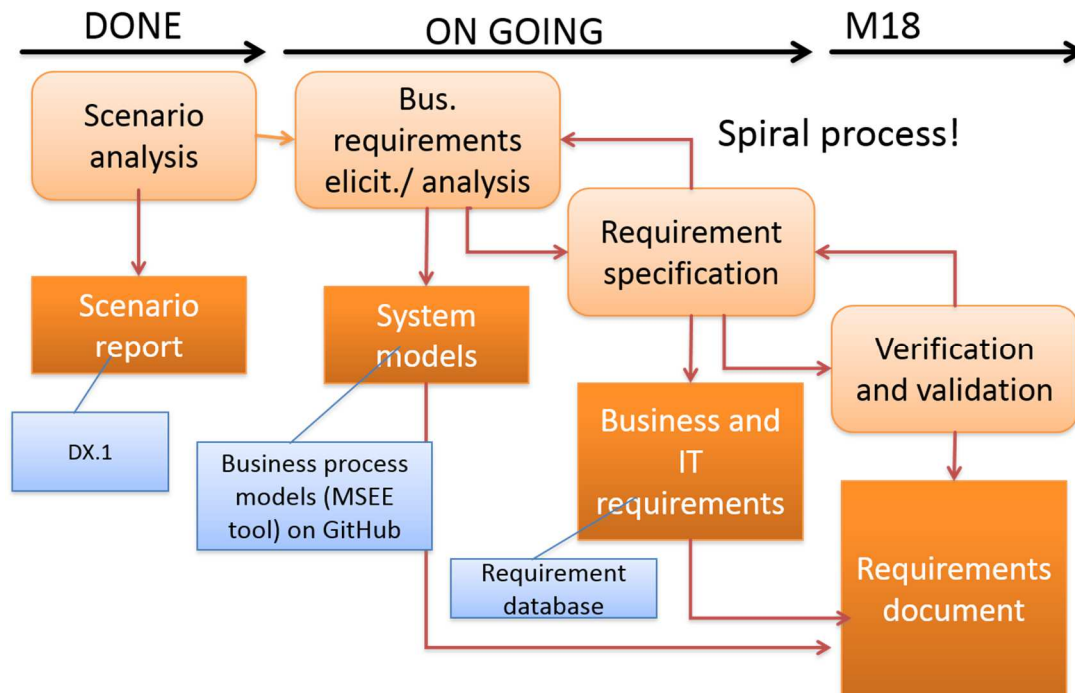 DONE
ON GOING
M18
Scenario
analysis
Bus.
requirements
elicit./ analysis
Spiral process!
Requirement
specification
Scenario
report
System
models
Verification
and validation
DX.1
Business process
models (MSEE
tool) on GitHub
Business and
IT
requirements
Requirement
database
Requirements
document